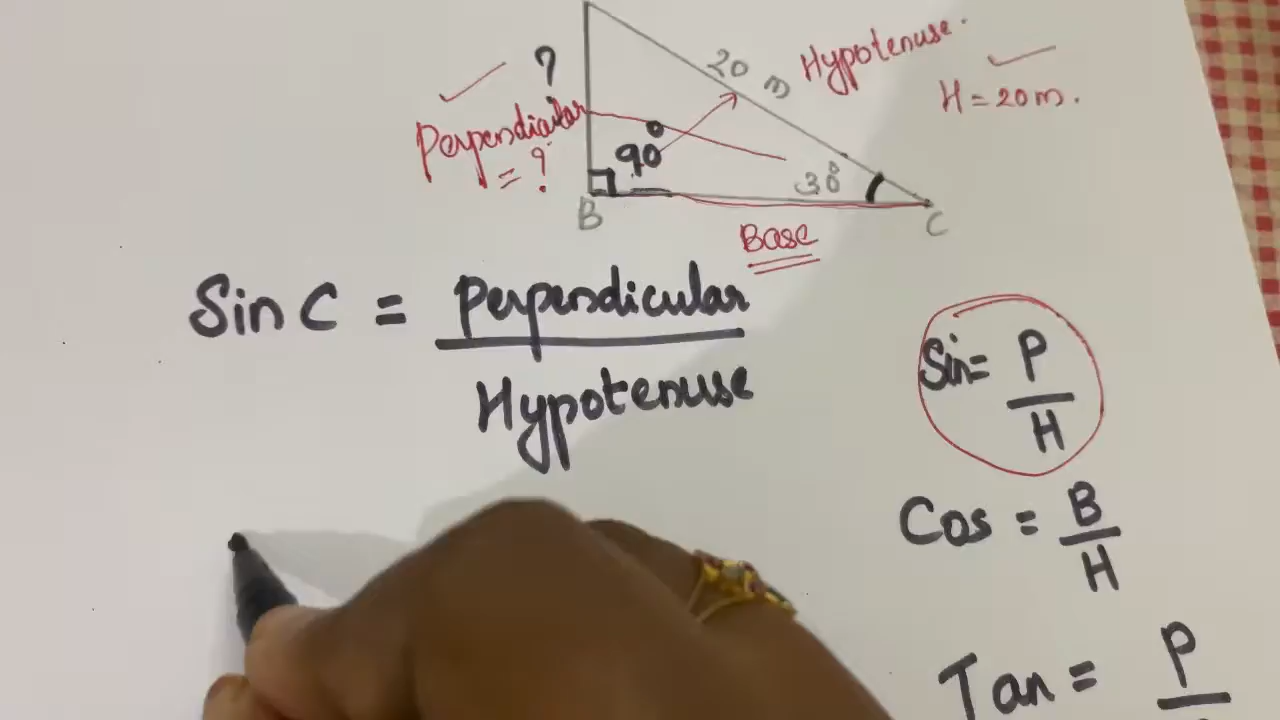 ?
20 m
Hypotenuse.
H = 20m.
Perpendicular
= ?
90°
30°
B
C
Base
Sin C = Perpendicular
Hypotenuse
Sin= P
H
Cos = B
H
Tan = P